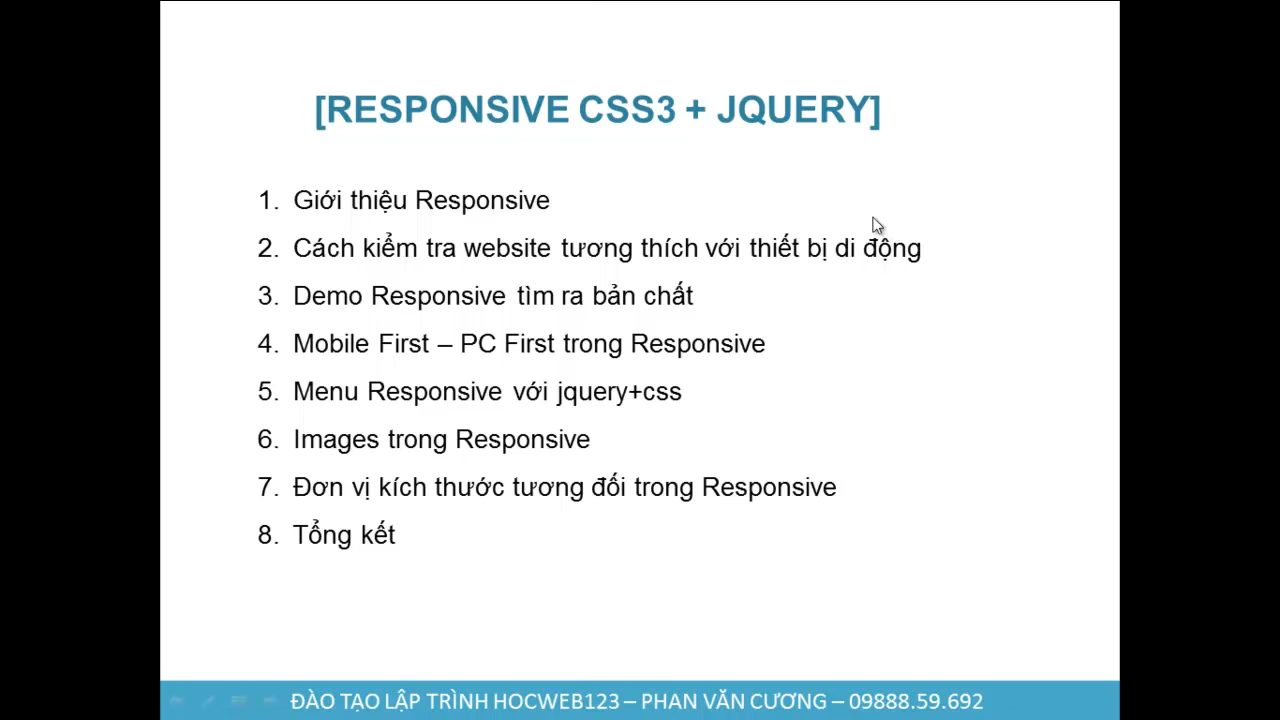 [RESPONSIVE CSS3 + JQUERY]
1. Giới thiệu Responsive
2. Cách kiểm tra website tương thích với thiết bị di động
3. Demo Responsive tìm ra bản chất
4. Mobile First – PC First trong Responsive
5. Menu Responsive với jquery+css
6. Images trong Responsive
7. Đơn vị kích thước tương đối trong Responsive
8. Tổng kết
ĐÀO TẠO LẬP TRÌNH HOCWEB123 – PHAN VĂN CƯƠNG – 09888.59.692